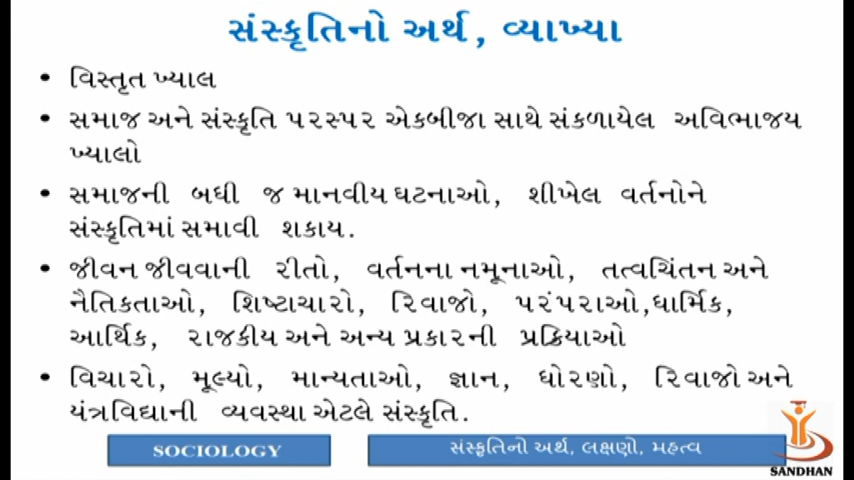 સંસ્કૃતિનો અર્થ, વ્યાખ્યા
• વિસ્તૃત ખ્યાલ
• સમાજ અને સંસ્કૃતિ પરસ્પર એકબીજા સાથે સંકળાયેલ અવિભાજય
ખ્યાલો
• સમાજની બધી જ માનવીય ઘટનાઓ, શીખેલ વર્તનોને
સંસ્કૃતિમાં સમાવી શકાય.
• જીવન જીવવાની રીતો, વર્તનના નમૂનાઓ, તત્વચિંતન અને
નૈતિકતાઓ, શિષ્ટાચારો, રિવાજો, પરંપરાઓ,ધાર્મિક,
આર્થિક, રાજકીય અને અન્ય પ્રકારની પ્રક્રિયાઓ
• વિચારો, મૂલ્યો, માન્યતાઓ, જ્ઞાન, ધોરણો, રિવાજો અને
યંત્રવિદ્યાની વ્યવસ્થા એટલે સંસ્કૃતિ.
SOCIOLOGY
સંસ્કૃતિનો અર્થ, લક્ષણો, મહત્વ
SANDHAN